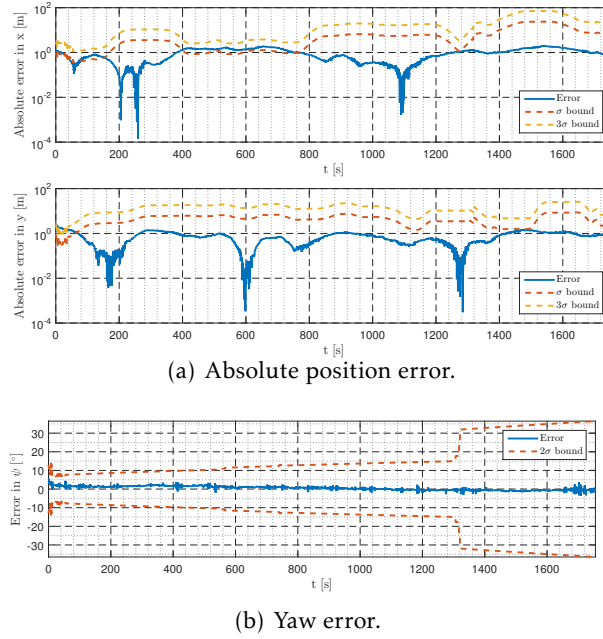 Absolute error in x [m]
10^2
10^0
10^-2
10^-4
0 200 400 600 800 1000 1200 1400 1600
t [s]
Error
σ bound
3σ bound
Absolute error in y [m]
10^2
10^0
10^-2
10^-4
0 200 400 600 800 1000 1200 1400 1600
t [s]
Error
σ bound
3σ bound
(a) Absolute position error.
Error in ψ [°]
30
20
10
0
-10
-20
-30
0 200 400 600 800 1000 1200 1400 1600
t [s]
Error
2σ bound
(b) Yaw error.